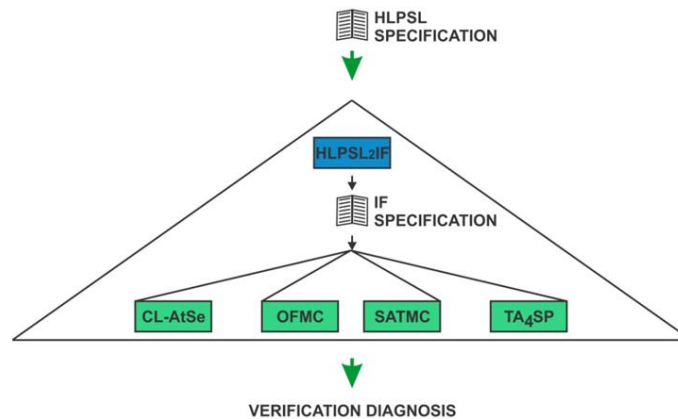 HLPSL
SPECIFICATION
HLPSL2IF
IF
SPECIFICATION
CL-AtSe
OFMC
SATMC
TA4SP
VERIFICATION DIAGNOSIS